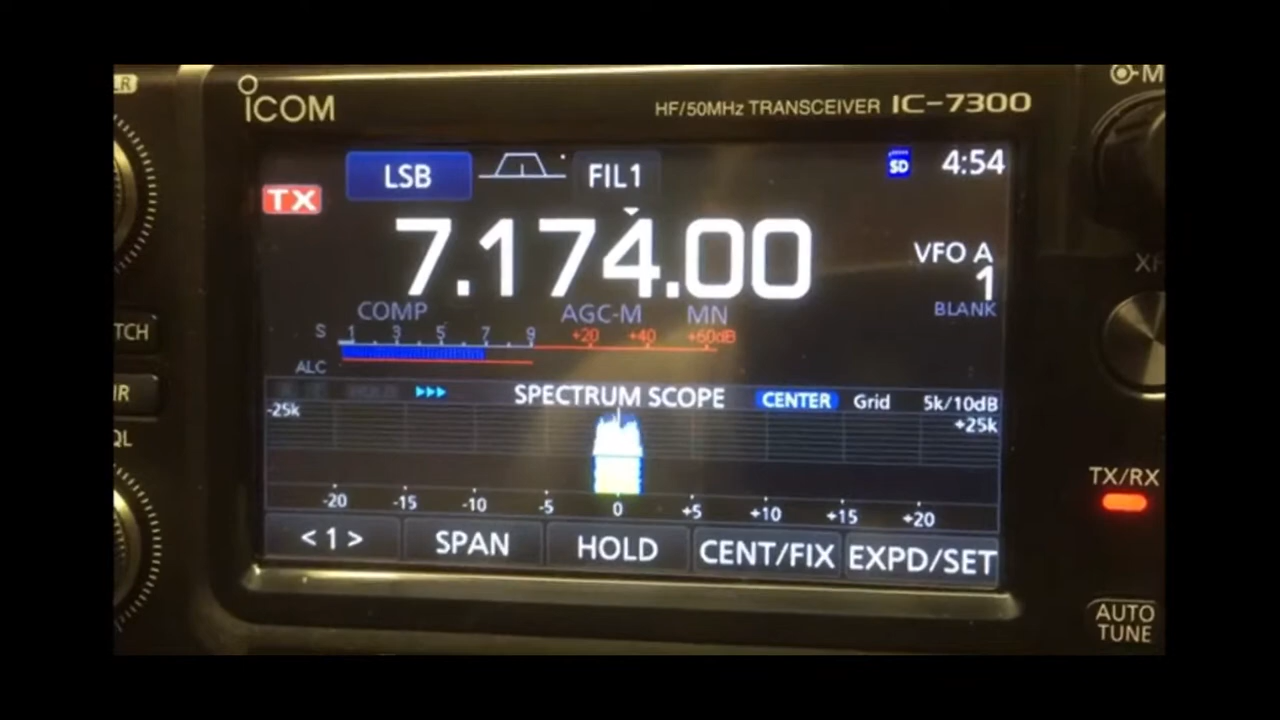 LR
M
ICOM
HF/50MHz TRANSCEIVER IC-7300
LSB FIL1 SD 4:54
TX
7.174.00
VFO A
1
XF
COMP AGC-M MN BLANK
S 1 3 5 7 9 +20 +40 +60dB
TCH
ALC
HOLD SPECTRUM SCOPE CENTER Grid 5k/10dB
-25k +25k
QL
TX/RX
-20 -15 -10 -5 0 +5 +10 +15 +20
< 1 > SPAN HOLD CENT/FIX EXPD/SET
AUTO
TUNE